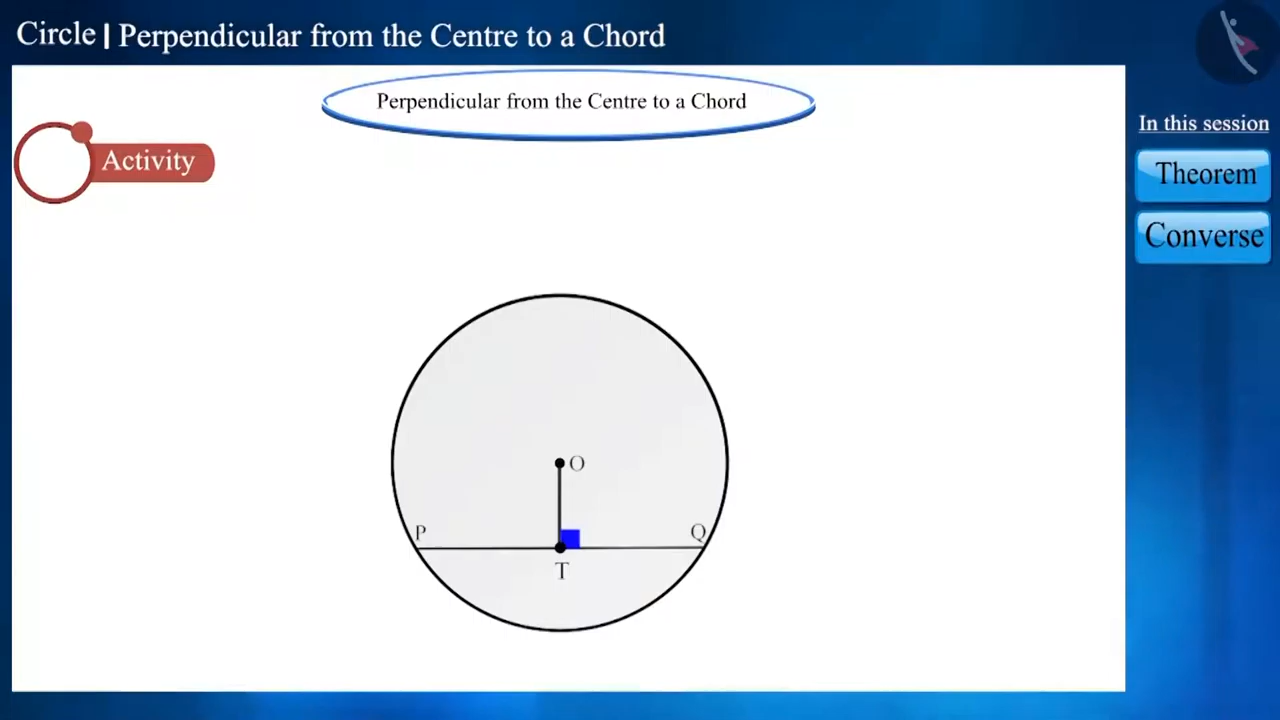 Circle | Perpendicular from the Centre to a Chord
Perpendicular from the Centre to a Chord
In this session
Activity
Theorem
Converse
O
P
Q
T